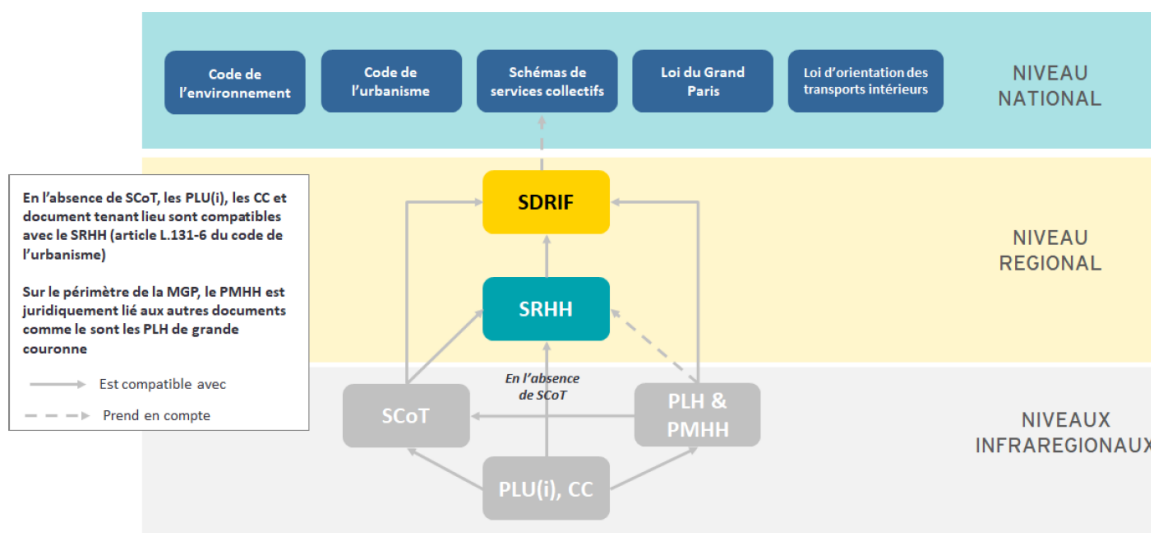 Code de
l'environnement
Code de
l'urbanisme
Schémas de
services collectifs
Loi du Grand
Paris
Loi d'orientation des
transports intérieurs
NIVEAU
NATIONAL
En l'absence de SCoT, les PLU(i), les CC et
document tenant lieu sont compatibles
avec le SRHH (article L.131-6 du code de
l'urbanisme)
Sur le périmètre de la MGP, le PMHH est
juridiquement lié aux autres documents
comme le sont les PLH de grande
couronne
Est compatible avec
Prend en compte
SDRIF
SRHH
NIVEAU
REGIONAL
En l'absence
de SCoT
SCoT
PLH &
PMHH
PLU(i), CC
NIVEAUX
INFRAREGIONAUX